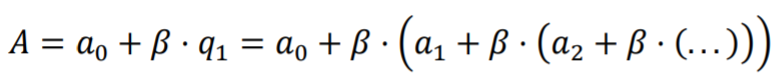 A = a₀ + β · q₁ = a₀ + β · (a₁ + β · (a₂ + β · (…)))